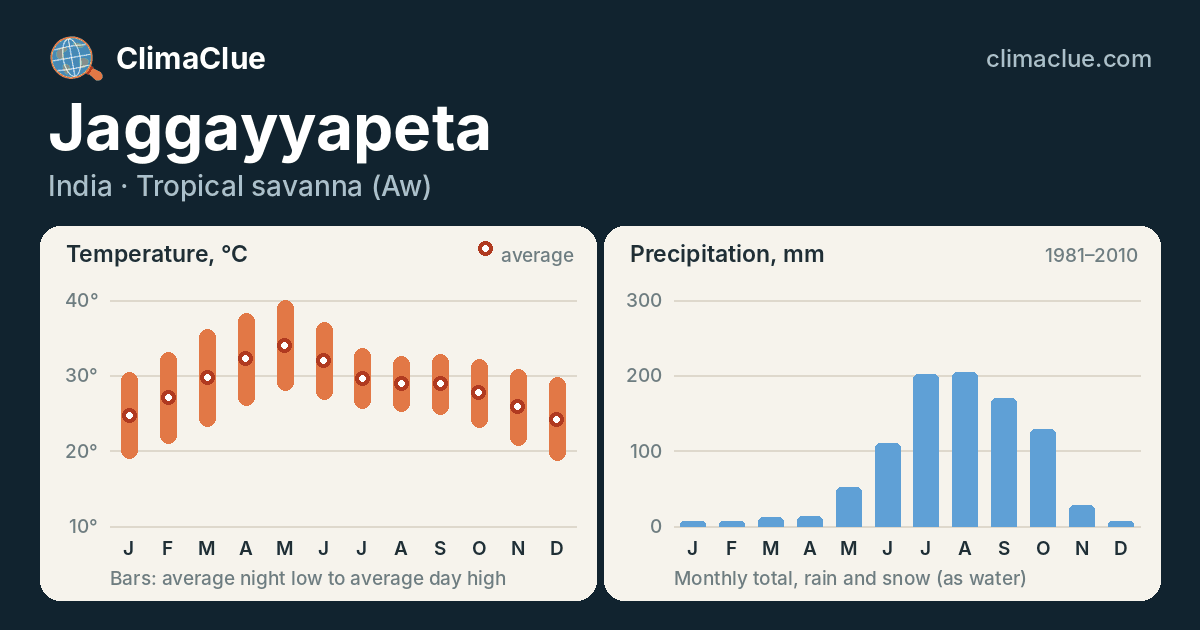 ClimaClue
climaclue.com
Jaggayyapeta
India · Tropical savanna (Aw)
Temperature, °C
average
40°
30°
20°
10°
J F M A M J J A S O N D
Bars: average night low to average day high
Precipitation, mm
1981–2010
300
200
100
0
J F M A M J J A S O N D
Monthly total, rain and snow (as water)